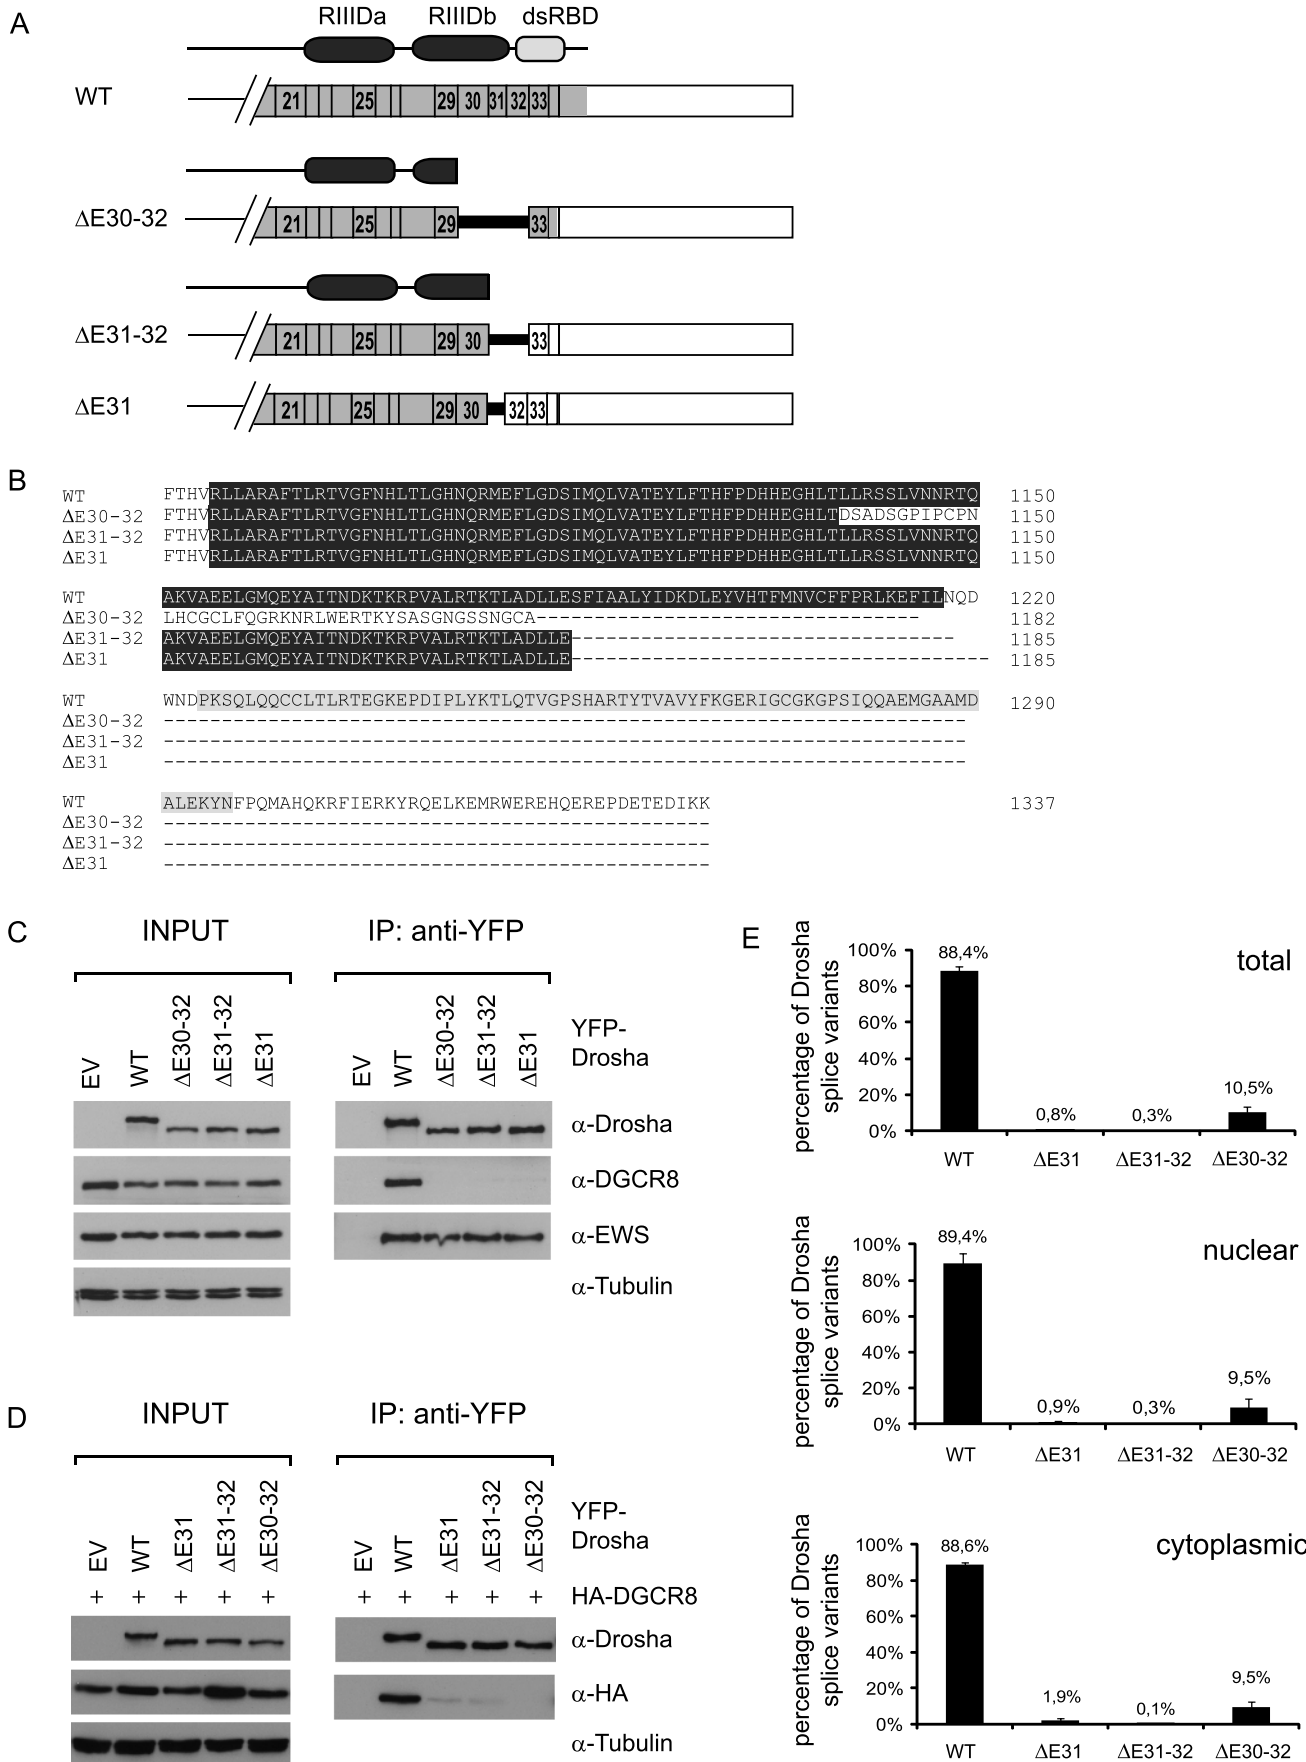 A
RIIIDa RIIIDb dsRBD
WT
21 25 29 30 31 32 33
ΔE30-32
21 25 29 33
ΔE31-32
21 25 29 30 33
ΔE31
21 25 29 30 32 33
B
WT FTHVRLLARAFTLRTVGFNHLTLGHNQRMEFLGDSIMQLVATEYLFTHFPDHHEGHLTLLRSSLVNNRTQ 1150
ΔE30-32 FTHVRLLARAFTLRTVGFNHLTLGHNQRMEFLGDSIMQLVATEYLFTHFPDHHEGHLTDSADSGPIPCPN 1150
ΔE31-32 FTHVRLLARAFTLRTVGFNHLTLGHNQRMEFLGDSIMQLVATEYLFTHFPDHHEGHLTLLRSSLVNNRTQ 1150
ΔE31 FTHVRLLARAFTLRTVGFNHLTLGHNQRMEFLGDSIMQLVATEYLFTHFPDHHEGHLTLLRSSLVNNRTQ 1150
WT AKVAEELGMQEYAITNDKTKRPVALRTKTLADLLESFIAALYIDKDLEYVHTFMNVCFFPRLKEFILNQD 1220
ΔE30-32 LHCGCLFQGRKNRLWERTKYSASGNGSSNGCA--------------------------------- 1182
ΔE31-32 AKVAEELGMQEYAITNDKTKRPVALRTKTLADLLE--------------------------------- 1185
ΔE31 AKVAEELGMQEYAITNDKTKRPVALRTKTLADLLE------------------------------------ 1185
WT WNDPKSQLQQCCLTLRTEGKEPDIPLYKTLQTVGPSHARTYTVAVYFKGERIGCGKGPSIQQAEMGAAMD 1290
ΔE30-32 ---------------------------------------------------------------------
ΔE31-32 ---------------------------------------------------------------------
ΔE31 ---------------------------------------------------------------------
WT ALEKYNFPQMAHQKRFIERKYRQELKEMRWEREHQEREPDETEDIKK 1337
ΔE30-32 -----------------------------------------------
ΔE31-32 -----------------------------------------------
ΔE31 -----------------------------------------------
C
INPUT IP: anti-YFP
EV WT ΔE30-32 ΔE31-32 ΔE31 EV WT ΔE30-32 ΔE31-32 ΔE31
YFP-
Drosha
α-Drosha
α-DGCR8
α-EWS
α-Tubulin
D
INPUT IP: anti-YFP
EV WT ΔE31 ΔE31-32 ΔE30-32 EV WT ΔE31 ΔE31-32 ΔE30-32
YFP-
Drosha
+ + + + + + + + + + HA-DGCR8
α-Drosha
α-HA
α-Tubulin
E
percentage of Drosha
splice variants
total
100%
80%
60%
40%
20%
0%
88,4% 0,8% 0,3% 10,5%
WT ΔE31 ΔE31-32 ΔE30-32
percentage of Drosha
splice variants
nuclear
100%
80%
60%
40%
20%
0%
89,4% 0,9% 0,3% 9,5%
WT ΔE31 ΔE31-32 ΔE30-32
percentage of Drosha
splice variants
cytoplasmic
100%
80%
60%
40%
20%
0%
88,6% 1,9% 0,1% 9,5%
WT ΔE31 ΔE31-32 ΔE30-32